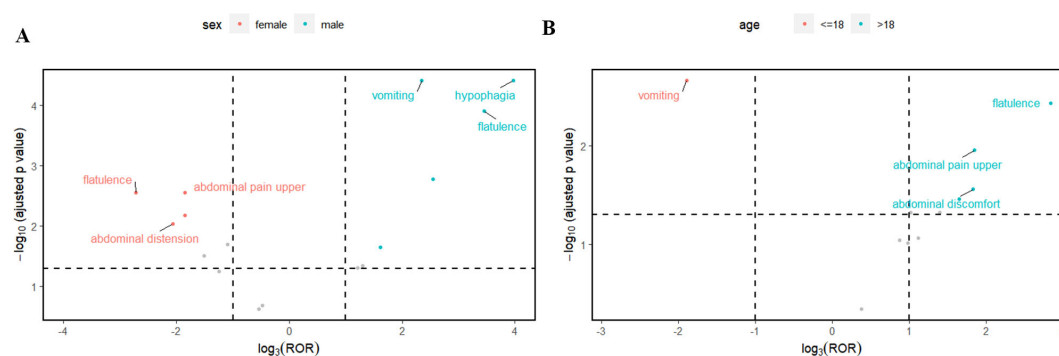 A
sex female male
vomiting
hypophagia
flatulence
flatulence
abdominal pain upper
abdominal distension
4
3
2
1
-4 -2 0 2 4
−log10 (ajusted p value)
log3(ROR)
B
age <=18 >18
vomiting
flatulence
abdominal pain upper
abdominal discomfort
2
1
-3 -2 -1 0 1 2
−log10 (ajusted p value)
log3(ROR)